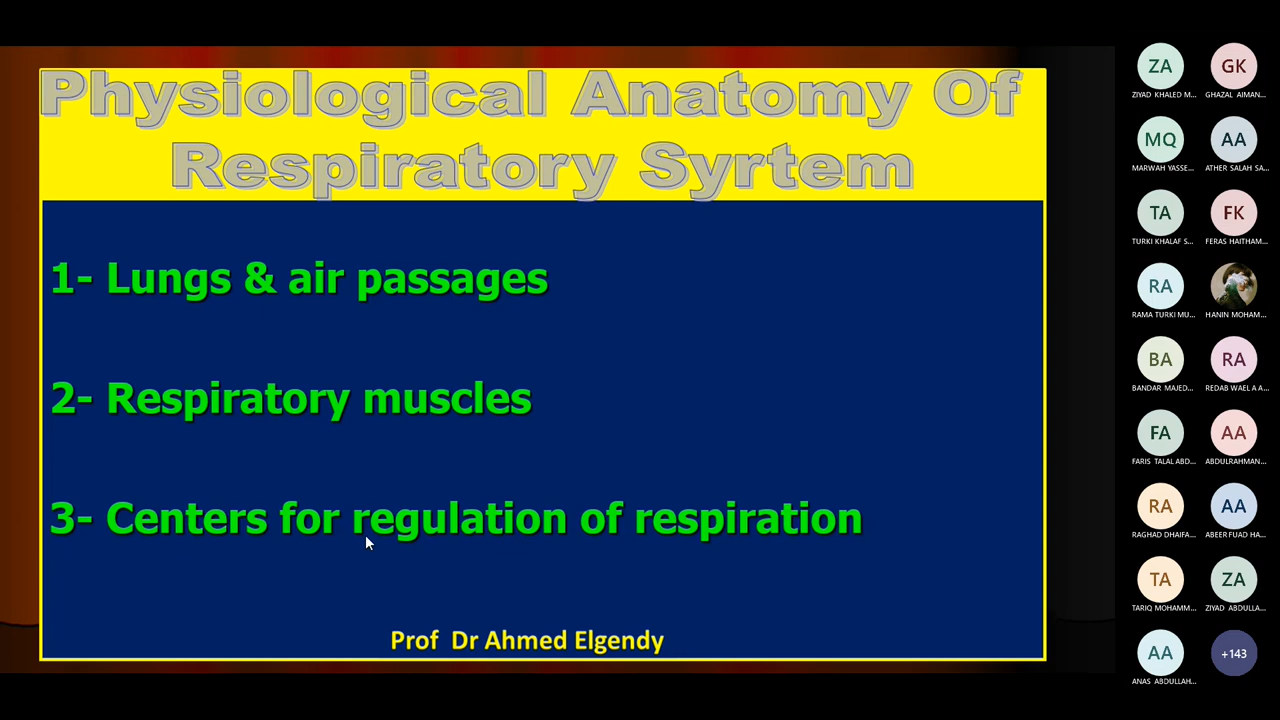 Physiological Anatomy Of
Respiratory Syrtem
1- Lungs & air passages
2- Respiratory muscles
3- Centers for regulation of respiration
Prof Dr Ahmed Elgendy
ZA GK
ZIYAD KHALED M... GHAZAL AIMAN...
MQ AA
MARWAH YASSE... ATHER SALAH SA...
TA FK
TURKI KHALAF S... FERAS HAITHAM...
RA
RAMA TURKI MU... HANIN MOHAM...
BA RA
BANDAR MAJED... REDAB WAEL A A...
FA AA
FARIS TALAL ABD... ABDULRAHMAN...
RA AA
RAGHAD DHAIFA... ABEER FUAD HA...
TA ZA
TARIQ MOHAMM... ZIYAD ABDULLA...
AA +143
ANAS ABDULLAH...